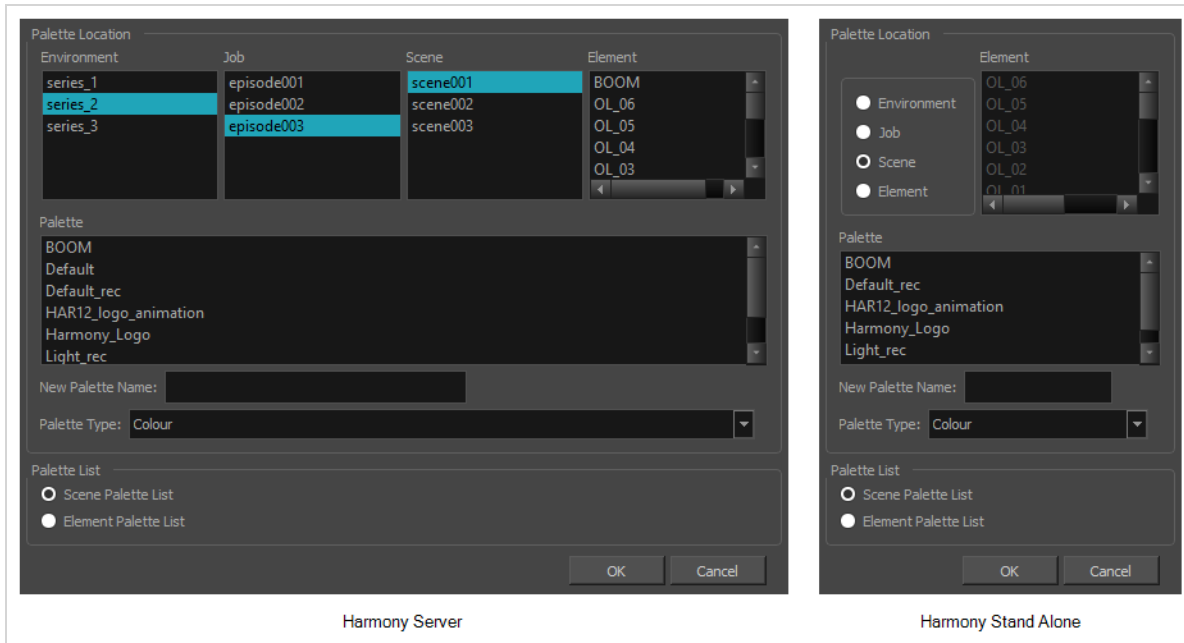 Palette Location
Environment Job Scene Element
series_1 episode001 scene001 BOOM
series_2 episode002 scene002 OL_06
series_3 episode003 scene003 OL_05
OL_04
OL_03
Palette
BOOM
Default
Default_rec
HAR12_logo_animation
Harmony_Logo
Light_rec
New Palette Name:
Palette Type: Colour
Palette List
Scene Palette List
Element Palette List
OK Cancel
Harmony Server
Palette Location
Element
Environment
Job
Scene
Element
OL_06
OL_05
OL_04
OL_03
OL_02
OL_01
Palette
BOOM
Default_rec
HAR12_logo_animation
Harmony_Logo
Light_rec
New Palette Name:
Palette Type: Colour
Palette List
Scene Palette List
Element Palette List
OK Cancel
Harmony Stand Alone